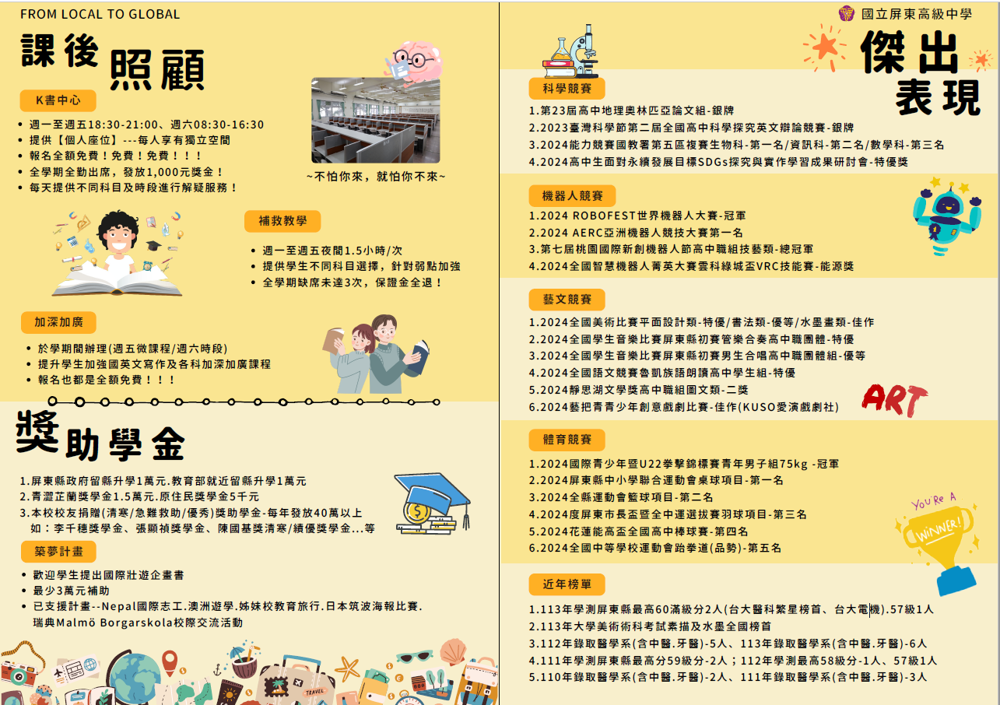 FROM LOCAL TO GLOBAL
課後
照顧
K書中心
• 週一至週五18:30-21:00、週六08:30-16:30
• 提供【個人座位】---每人享有獨立空間
• 報名全額免費！免費！免費！！！
• 全學期全勤出席，發放1,000元獎金！
• 每天提供不同科目及時段進行解疑服務！
~不怕你來，就怕你不來~
補救教學
• 週一至週五夜間1.5小時/次
• 提供學生不同科目選擇，針對弱點加強
• 全學期缺席未達3次，保證金全退！
加深加廣
• 於學期間辦理(週五微課程/週六時段)
• 提升學生加強國英文寫作及各科加深加廣課程
• 報名也都是全額免費！！！
獎助學金
1.屏東縣政府留縣升學1萬元.教育部就近留縣升學1萬元
2.青澀芷蘭獎學金1.5萬元.原住民獎學金5千元
3.本校校友捐贈(清寒/急難救助/優秀)獎助學金-每年發放40萬以上
如：李千穗獎學金、張顯禎獎學金、陳國基獎清寒/績優獎學金...等
築夢計畫
• 歡迎學生提出國際壯遊企畫書
• 最少3萬元補助
• 已支援計畫--Nepal國際志工.澳洲遊學.姊妹校教育旅行.日本筑波海報比賽.
瑞典Malmö Borgarskola校際交流活動
TRAVEL
國立屏東高級中學
傑出
表現
科學競賽
1.第23屆高中地理奧林匹亞論文組-銀牌
2.2023臺灣科學節第二屆全國高中科學探究英文辯論競賽-銀牌
3.2024能力競賽國教署第五區複賽生物科-第一名/資訊科-第二名/數學科-第三名
4.2024高中生面對永續發展目標SDGs探究與實作學習成果研討會-特優獎
機器人競賽
1.2024 ROBOFEST世界機器人大賽-冠軍
2.2024 AERC亞洲機器人競技大賽第一名
3.第七屆桃園國際新創機器人節高中職組技藝類-總冠軍
4.2024全國智慧機器人菁英大賽雲科綠城盃VRC技能賽-能源獎
藝文競賽
1.2024全國美術比賽平面設計類-特優/書法類-優等/水墨畫類-佳作
2.2024全國學生音樂比賽屏東縣初賽管樂合奏高中職團體-特優
3.2024全國學生音樂比賽屏東縣初賽男生合唱高中職團體組-優等
4.2024全國語文競賽魯凱族語朗讀高中學生組-特優
5.2024靜思湖文學獎高中職組圖文類-二獎
6.2024藝把青青少年創意戲劇比賽-佳作(KUSO愛演戲劇社)
ART
體育競賽
1.2024國際青少年暨U22拳擊錦標賽青年男子組75kg -冠軍
2.2024屏東縣中小學聯合運動會桌球項目-第一名
3.2024全縣運動會籃球項目-第二名
4.2024度屏東市長盃暨全中運選拔賽羽球項目-第三名
5.2024花蓮能高盃全國高中棒球賽-第四名
6.2024全國中等學校運動會跆拳道(品勢)-第五名
YOU'RE A
WINNER!
近年榜單
1.113年學測屏東縣最高60滿級分2人(台大醫科繁星榜首、台大電機).57級1人
2.113年大學美術術科考試素描及水墨全國榜首
3.112年錄取醫學系(含中醫.牙醫)-5人、113年錄取醫學系(含中醫.牙醫)-6人
4.111年學測屏東縣最高分59級分-2人；112年學測最高58級分-1人、57級1人
5.110年錄取醫學系(含中醫.牙醫)-2人、111年錄取醫學系(含中醫.牙醫)-3人